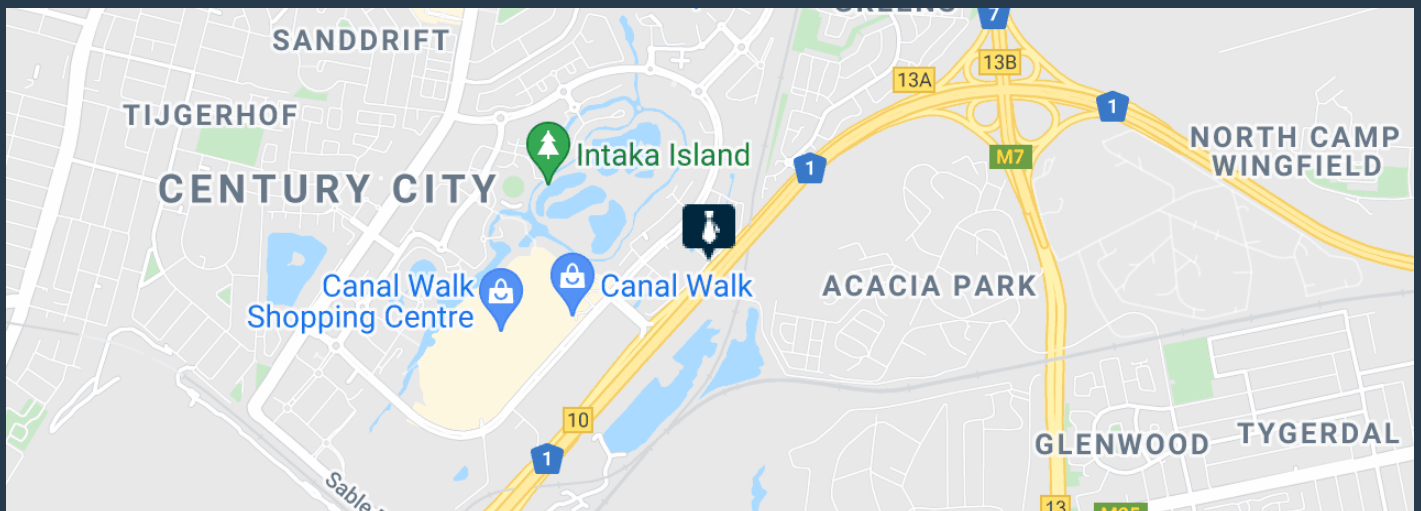 7
SANDDRIFT
13B
13A
1
TIJGERHOF
NORTH CAMP
WINGFIELD
M7
Intaka Island
1
CENTURY CITY
Canal Walk
Shopping Centre
Canal Walk
ACACIA PARK
10
1
GLENWOOD
TYGERDAL
Sable
13